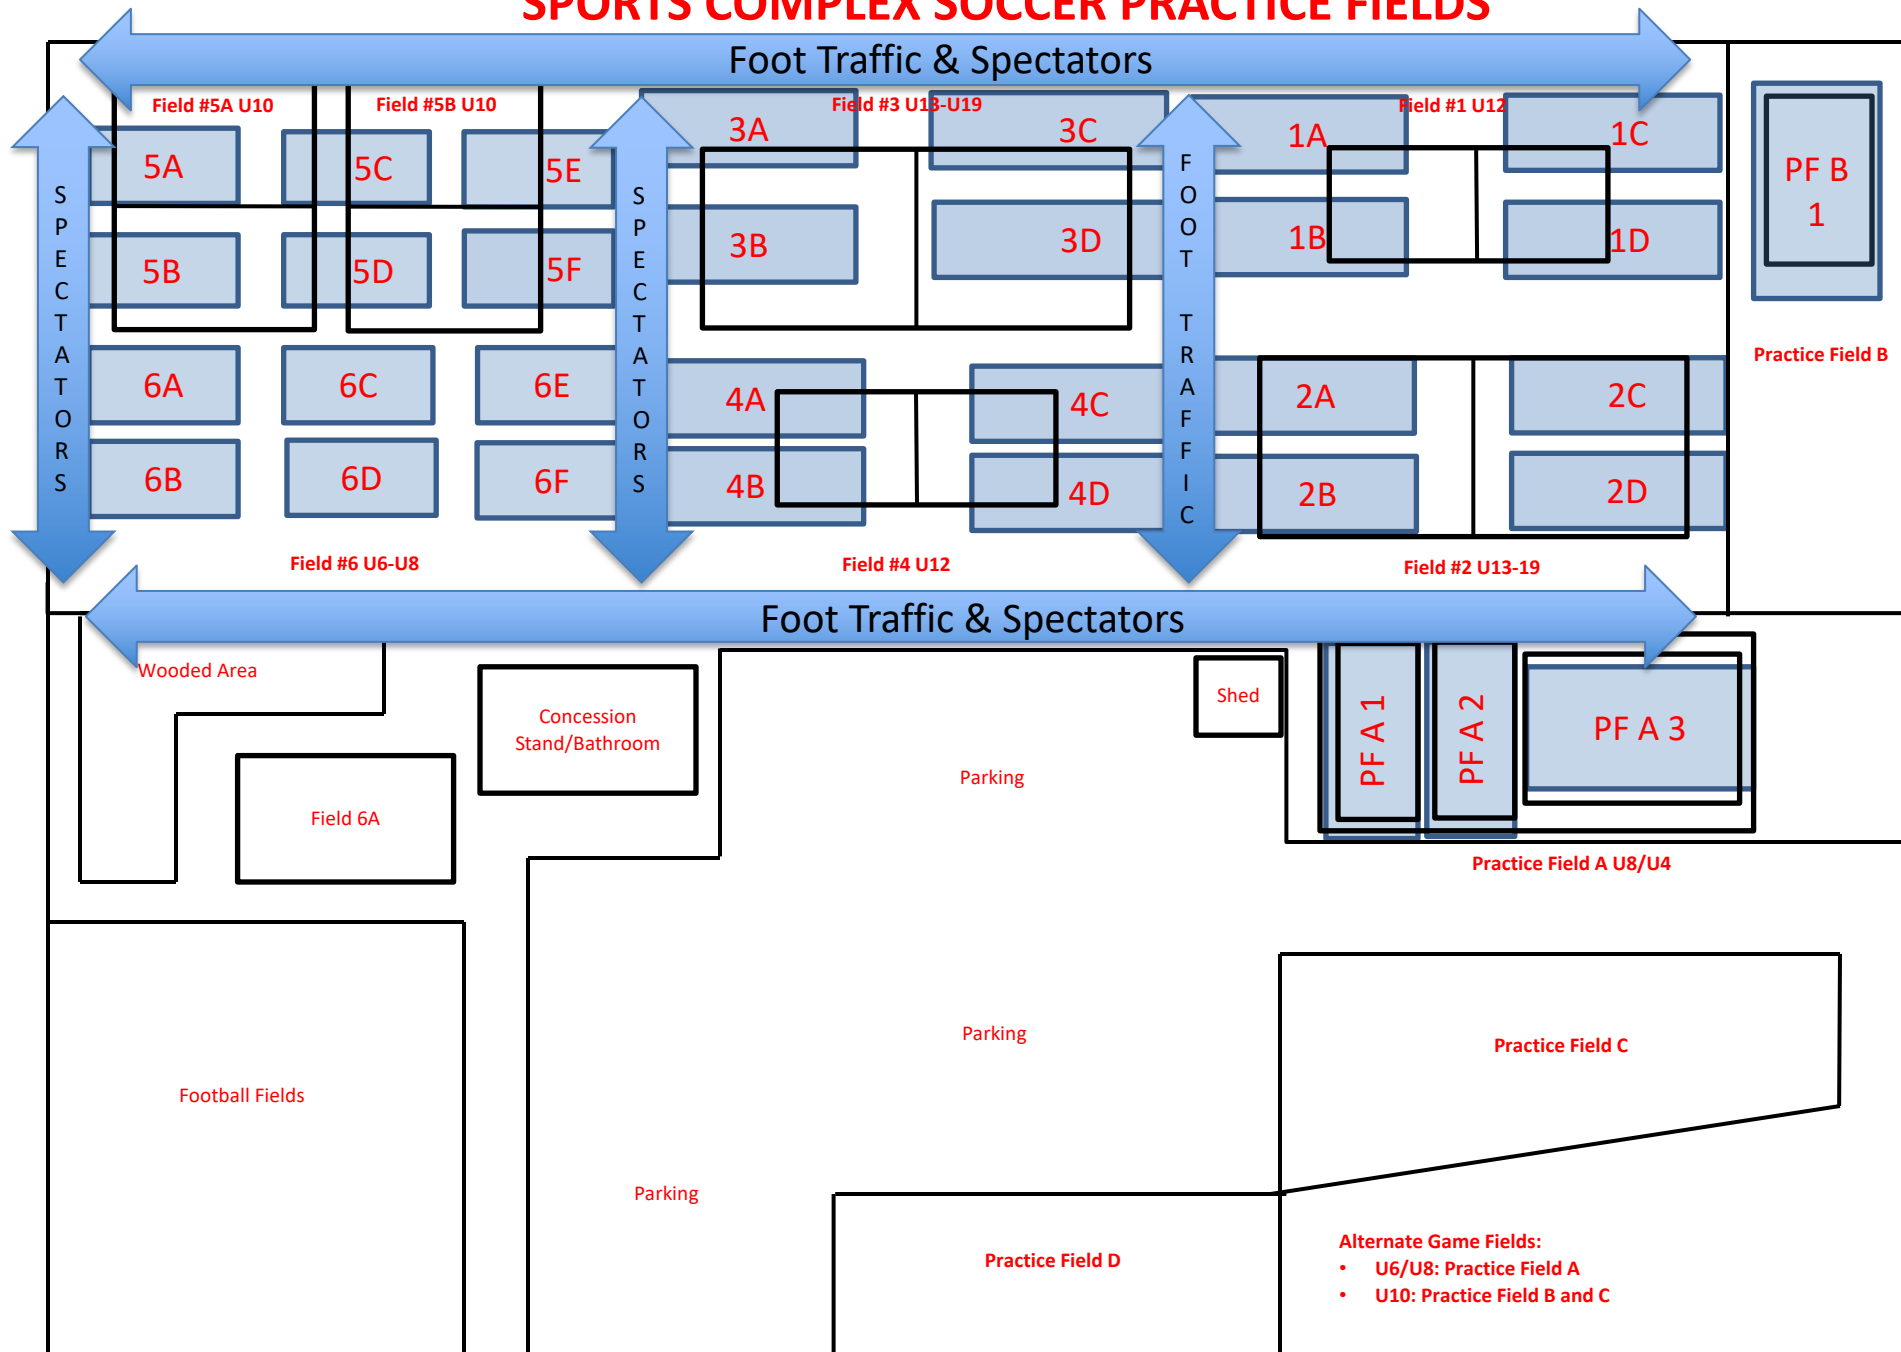 SPORTS COMPLEX SOCCER PRACTICE FIELDS
Foot Traffic & Spectators
Field #5A U10
Field #5B U10
Field #3 U13-U19
Field #1 U12
5A
5C
5E
3A
3C
1A
1C
PF B
1
5B
5D
5F
3B
3D
1B
1D
SPECTATORS
SPECTATORS
FOOT TRAFFIC
Practice Field B
6A
6C
6E
4A
4C
2A
2C
6B
6D
6F
4B
4D
2B
2D
Field #6 U6-U8
Field #4 U12
Field #2 U13-19
Foot Traffic & Spectators
Wooded Area
Concession
Stand/Bathroom
Shed
PF A 1
PF A 2
PF A 3
Parking
Field 6A
Practice Field A U8/U4
Parking
Practice Field C
Football Fields
Parking
Practice Field D
Alternate Game Fields:
• U6/U8: Practice Field A
• U10: Practice Field B and C